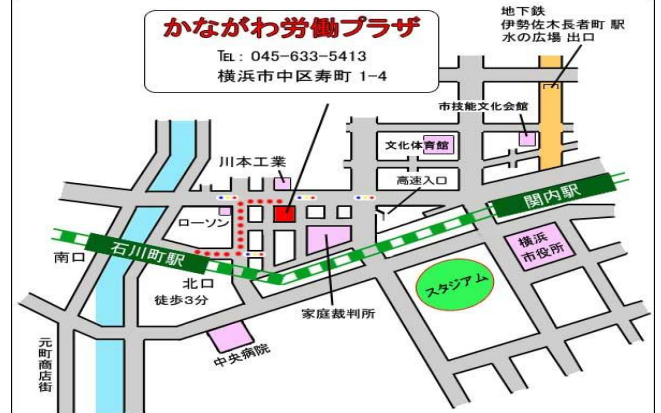 かながわ労働プラザ
TEL: 045-633-5413
横浜市中区寿町 1-4
地下鉄
伊勢佐木長者町 駅
水の広場 出口
市技能文化会館
文化体育館
川本工業
高速入口
関内駅
ローソン
石川町駅
南口
北口
徒歩3分
横浜
市役所
スタジアム
家庭裁判所
中央病院
元町商店街